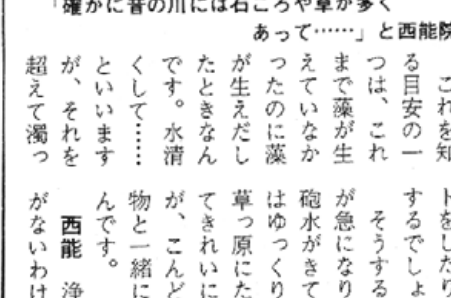 「確かに昔の川には石ころや草が多く
あって……」と西能院
これを知
る目安の一
つは、これ
まで藻が生
えていなか
ったのに藻
が生えだし
たときなん
です。水清
くして……
といいます
が、それを
超えて濁っ
トをしたり
するでしょ
そうする
が急になり
砲水がきて
はゆっくり
草っ原にた
てきれいに
が、こんど
物と一緒に
んです。
西能 浄
がないわけ